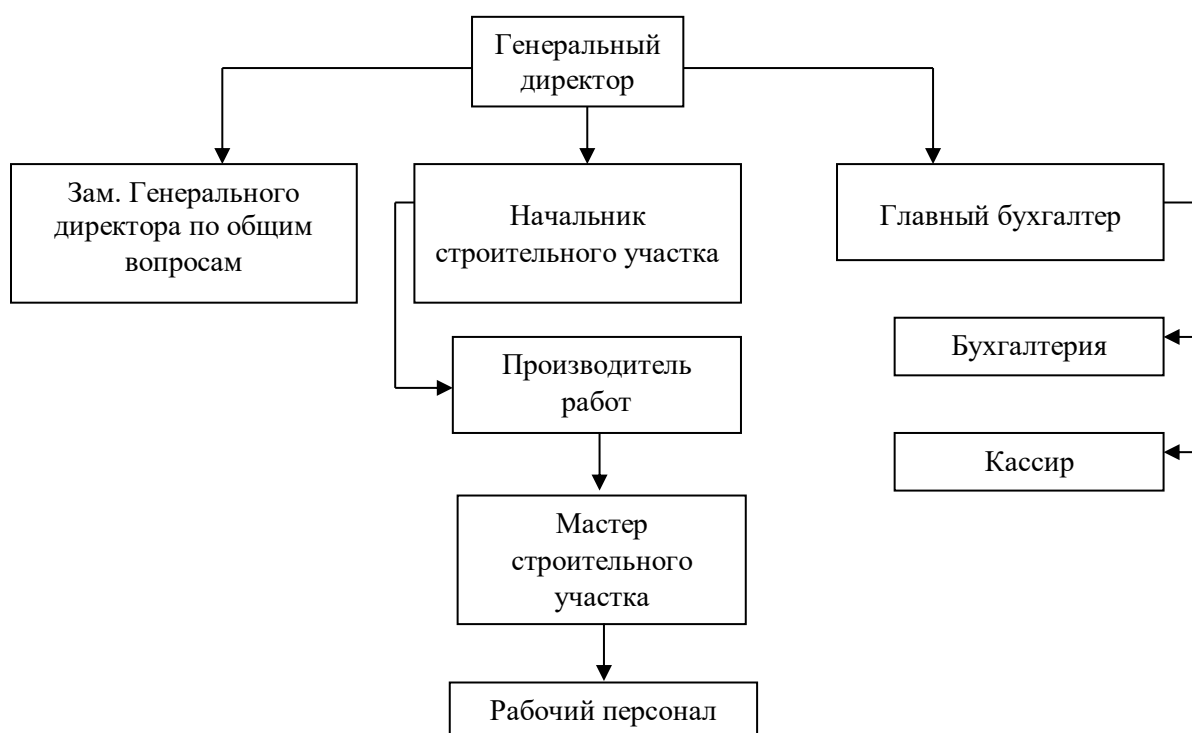 Генеральный
директор
Зам. Генерального
директора по общим
вопросам
Начальник
строительного участка
Главный бухгалтер
Производитель
работ
Бухгалтерия
Кассир
Мастер
строительного
участка
Рабочий персонал